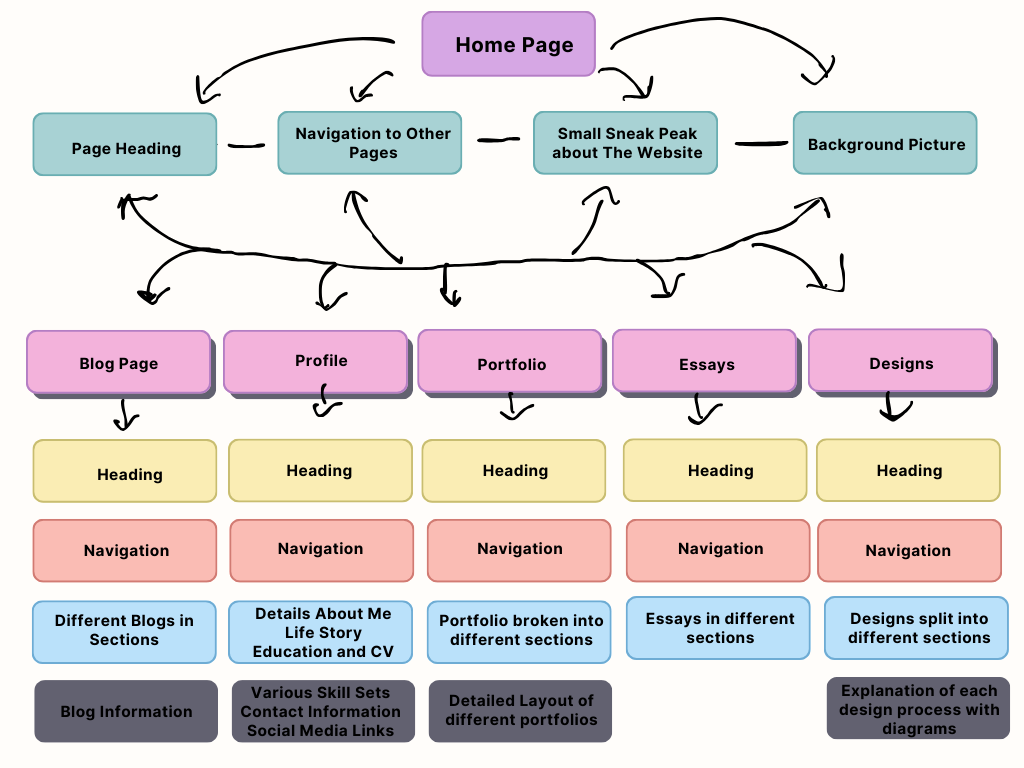 Home Page
Page Heading
Navigation to Other
Pages
Small Sneak Peak
about The Website
Background Picture
Blog Page
Profile
Portfolio
Essays
Designs
Heading
Heading
Heading
Heading
Heading
Navigation
Navigation
Navigation
Navigation
Navigation
Different Blogs in
Sections
Details About Me
Life Story
Education and CV
Portfolio broken into
different sections
Essays in different
sections
Designs split into
different sections
Blog Information
Various Skill Sets
Contact Information
Social Media Links
Detailed Layout of
different portfolios
Explanation of each
design process with
diagrams